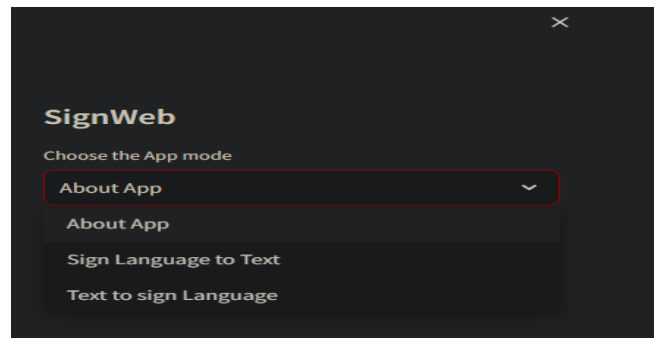 SignWeb
Choose the App mode
About App
About App
Sign Language to Text
Text to sign Language